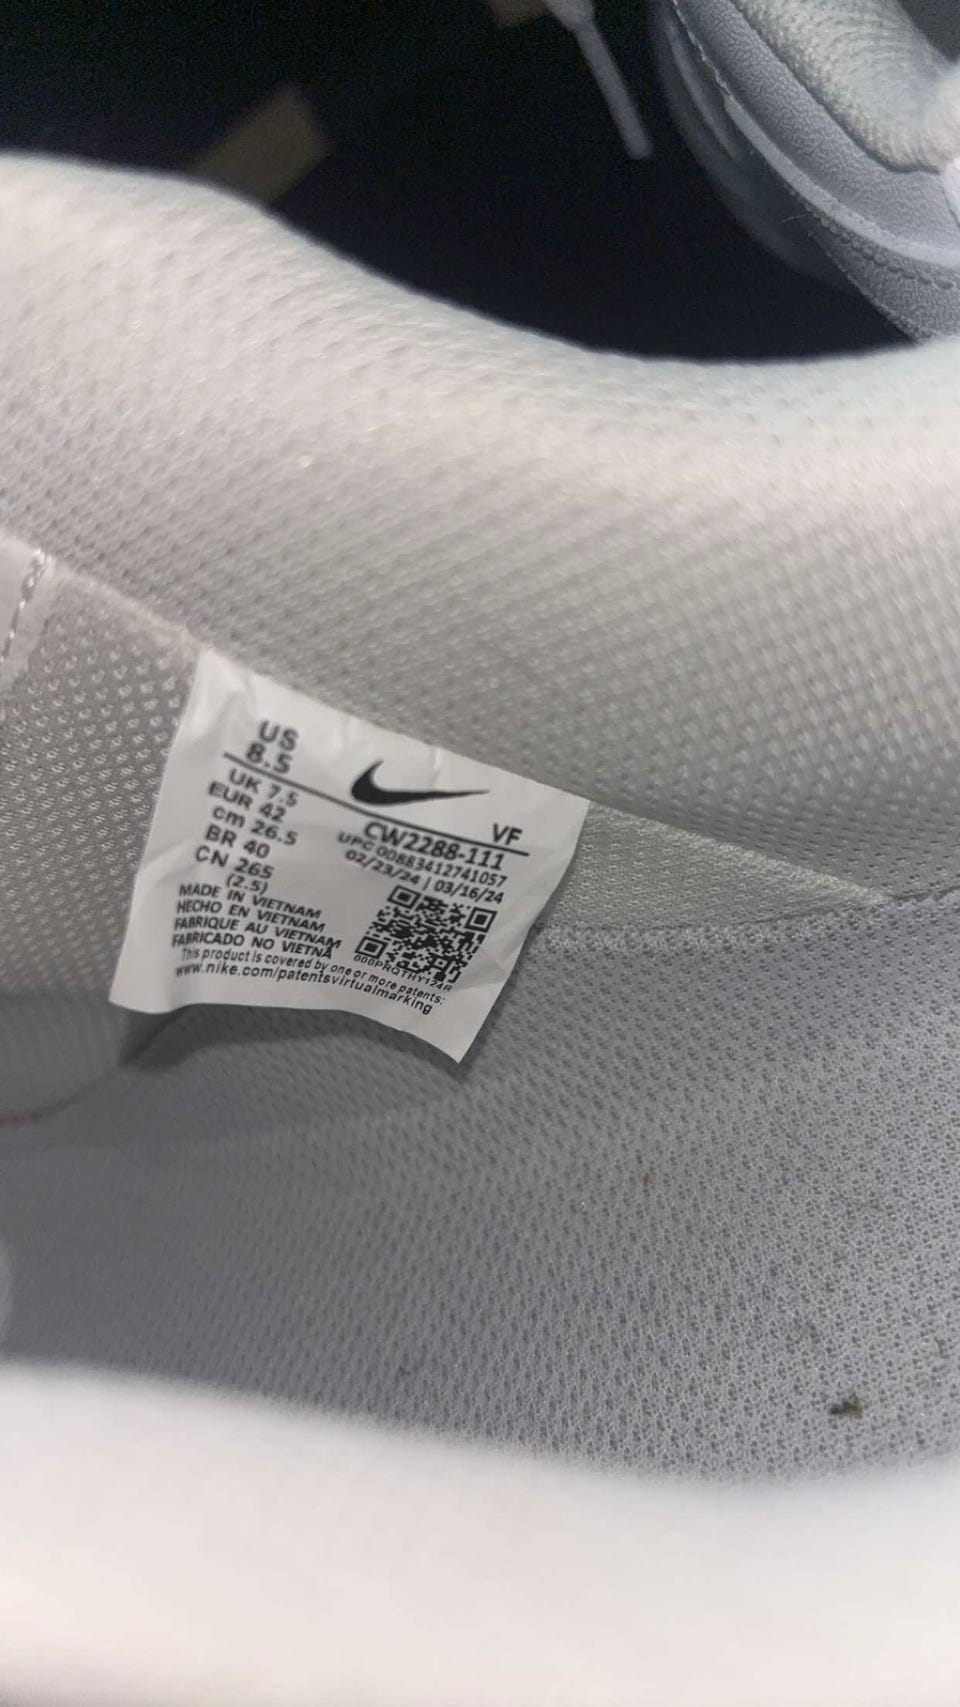 US
8.5
UK 7.5
EUR 42
cm 26.5
BR 40
CN 265
(2.5)
VF
CW2288-111
UPC 00883412741057
02/23/24 | 03/16/24
MADE IN VIETNAM
HECHO EN VIETNAM
FABRIQUE AU VIETNAM
FABRICADO NO VIETNÃ
000PRQTHY124R
This product is covered by one or more patents:
www.nike.com/patentsvirtualmarking